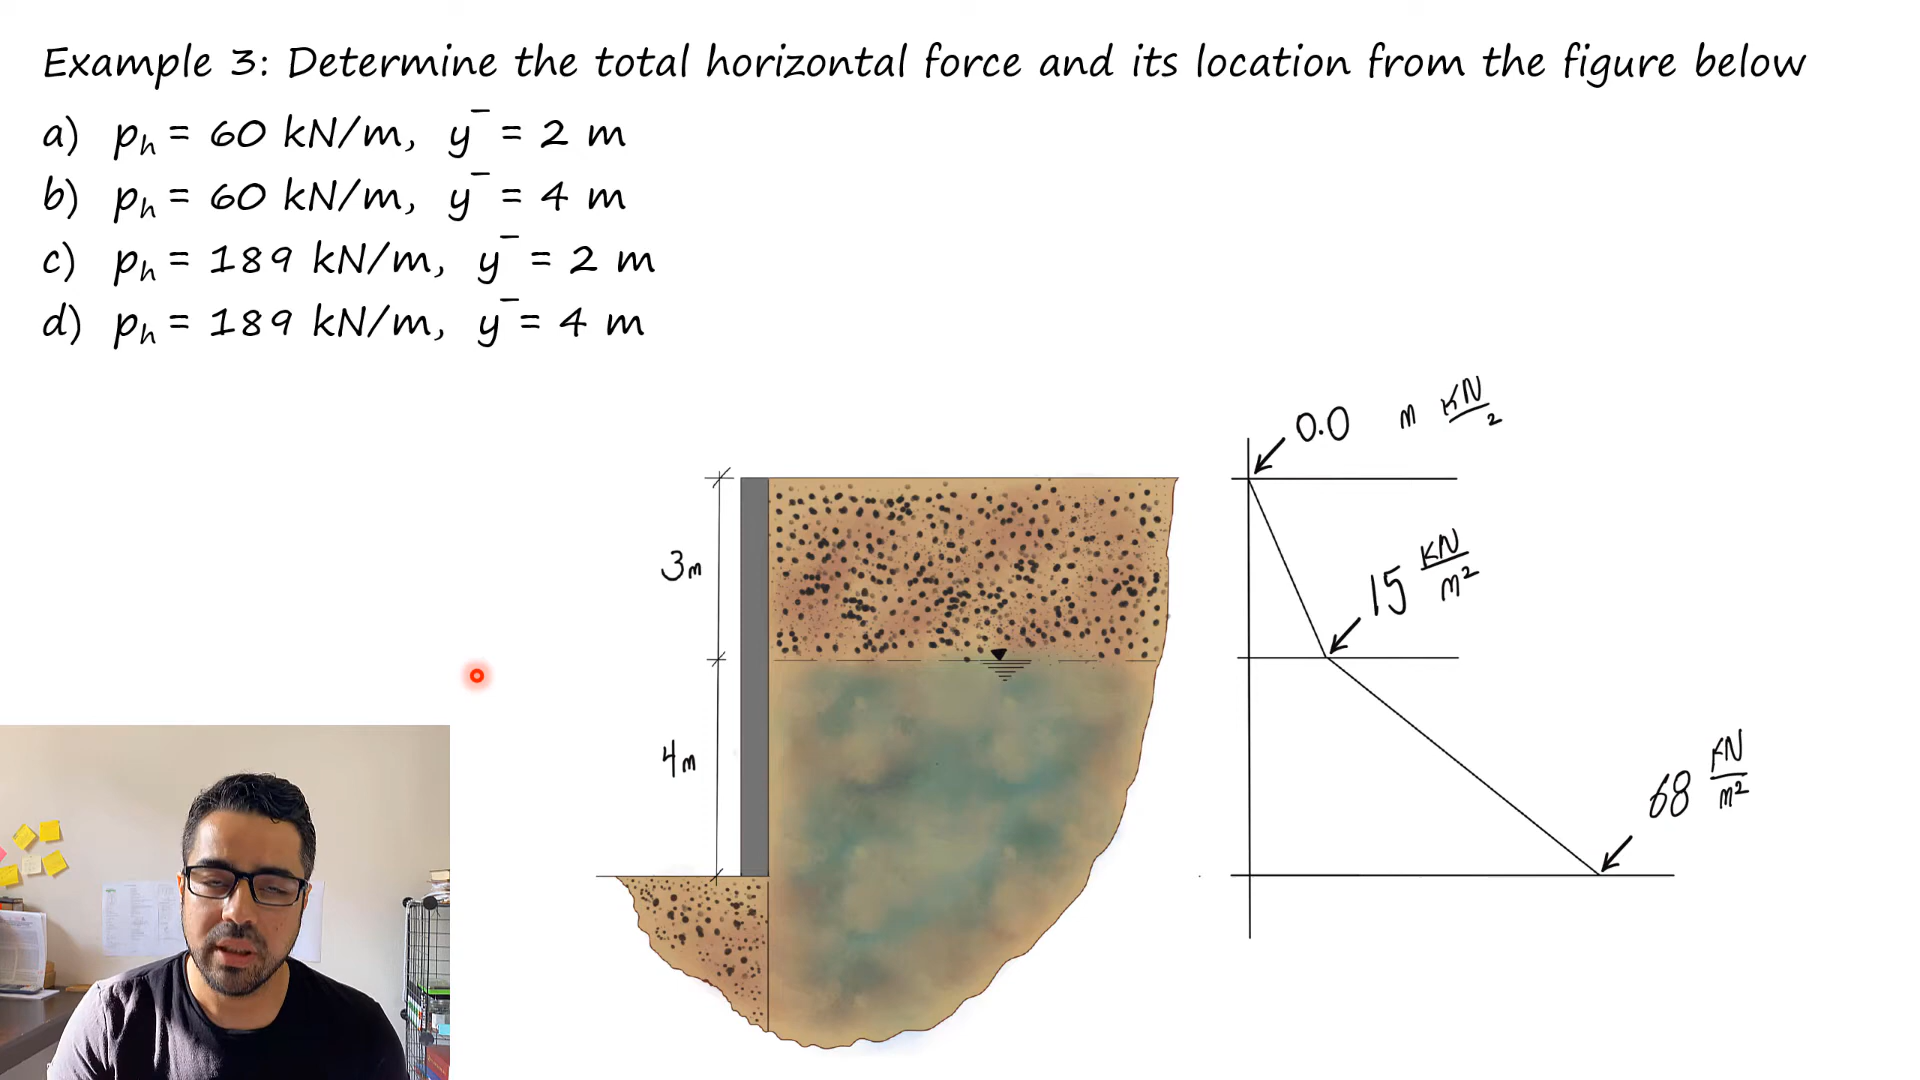 Example 3: Determine the total horizontal force and its location from the figure below
a) pₕ = 60 kN/m, y¯ = 2 m
b) pₕ = 60 kN/m, y¯ = 4 m
c) pₕ = 189 kN/m, y¯ = 2 m
d) pₕ = 189 kN/m, y¯ = 4 m
0.0 m KN/2
3m
15 KN/m²
4m
68 KN/m²